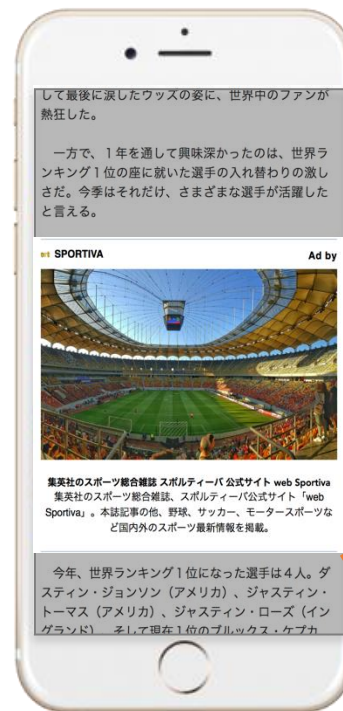 して最後に涙したウッズの姿に、世界中のファンが
熱狂した。
一方で、1年を通して興味深かったのは、世界ラ
ンキング1位の座に就いた選手の入れ替わりの激し
さだ。今季はそれだけ、さまざまな選手が活躍した
と言える。
SPORTIVA
Ad by
集英社のスポーツ総合雑誌 スポルティーバ 公式サイト web Sportiva
集英社のスポーツ総合雑誌、スポルティーバ公式サイト「web
Sportiva」。本誌記事の他、野球、サッカー、モータースポーツな
ど国内外のスポーツ最新情報を掲載。
今年、世界ランキング1位になった選手は4人。ダ
スティン・ジョンソン（アメリカ）、ジャスティン・
トーマス（アメリカ）、ジャスティン・ローズ（イン
グランド）、そして現在1位のブルックス・ケプカ